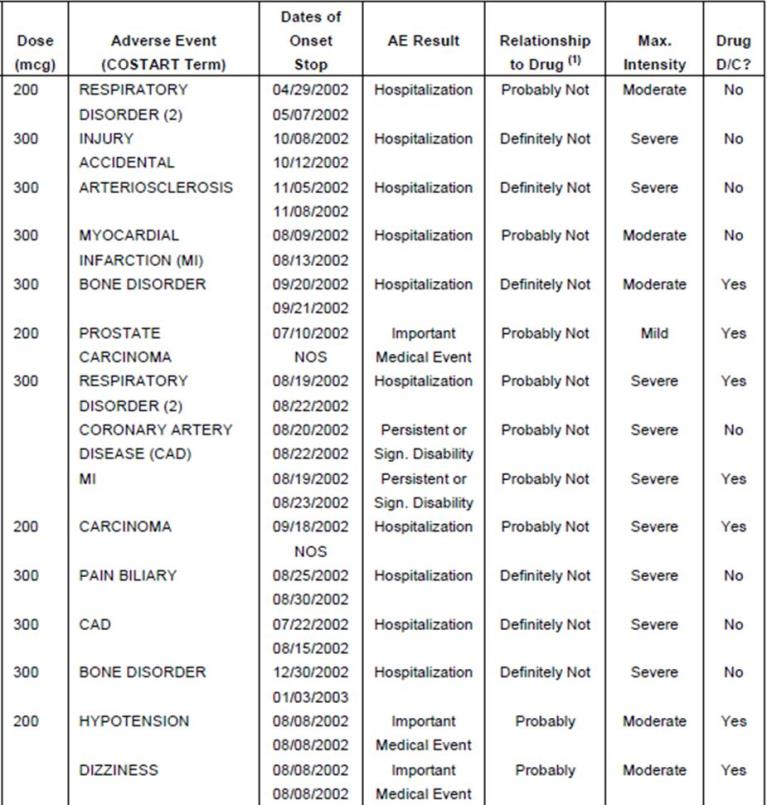 Dates of
Dose Adverse Event Onset AE Result Relationship Max. Drug
(mcg) (COSTART Term) Stop to Drug (1) Intensity D/C?
200 RESPIRATORY 04/29/2002 Hospitalization Probably Not Moderate No
DISORDER (2) 05/07/2002
300 INJURY 10/08/2002 Hospitalization Definitely Not Severe No
ACCIDENTAL 10/12/2002
300 ARTERIOSCLEROSIS 11/05/2002 Hospitalization Definitely Not Severe No
11/08/2002
300 MYOCARDIAL 08/09/2002 Hospitalization Probably Not Moderate No
INFARCTION (MI) 08/13/2002
300 BONE DISORDER 09/20/2002 Hospitalization Definitely Not Moderate Yes
09/21/2002
200 PROSTATE 07/10/2002 Important Probably Not Mild Yes
CARCINOMA NOS Medical Event
300 RESPIRATORY 08/19/2002 Hospitalization Probably Not Severe Yes
DISORDER (2) 08/22/2002
CORONARY ARTERY 08/20/2002 Persistent or Probably Not Severe No
DISEASE (CAD) 08/22/2002 Sign. Disability
MI 08/19/2002 Persistent or Probably Not Severe Yes
08/23/2002 Sign. Disability
200 CARCINOMA 09/18/2002 Hospitalization Probably Not Severe Yes
NOS
300 PAIN BILIARY 08/25/2002 Hospitalization Definitely Not Severe No
08/30/2002
300 CAD 07/22/2002 Hospitalization Definitely Not Severe No
08/15/2002
300 BONE DISORDER 12/30/2002 Hospitalization Definitely Not Severe No
01/03/2003
200 HYPOTENSION 08/08/2002 Important Probably Moderate Yes
08/08/2002 Medical Event
DIZZINESS 08/08/2002 Important Probably Moderate Yes
08/08/2002 Medical Event